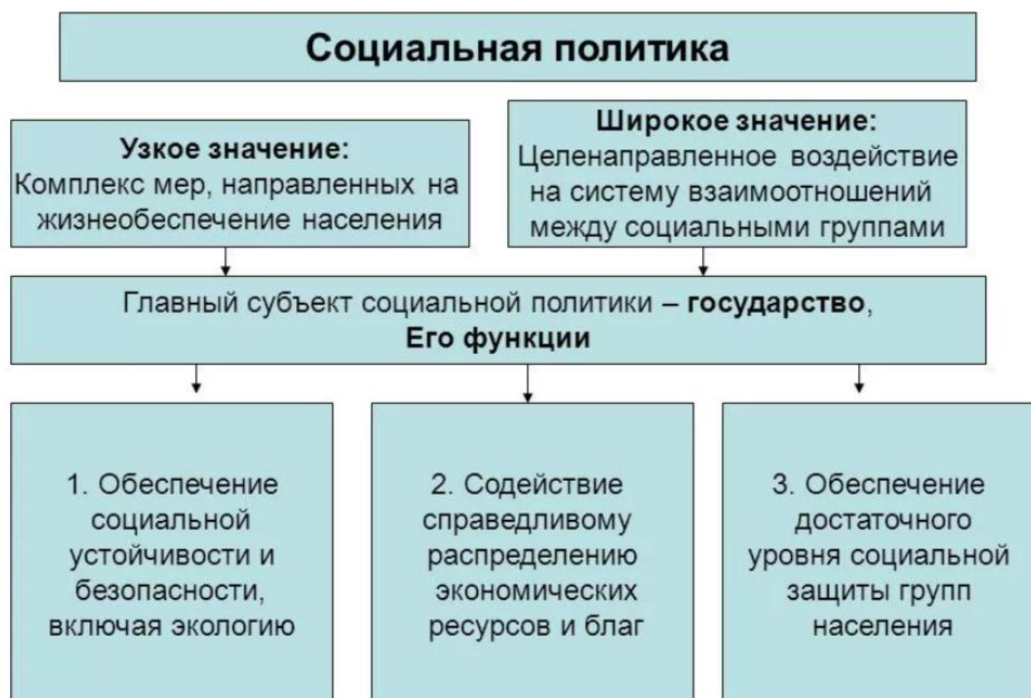 Социальная политика
Узкое значение:
Комплекс мер, направленных на
жизнеобеспечение населения
Широкое значение:
Целенаправленное воздействие
на систему взаимоотношений
между социальными группами
Главный субъект социальной политики – государство,
Его функции
1. Обеспечение
социальной
устойчивости и
безопасности,
включая экологию
2. Содействие
справедливому
распределению
экономических
ресурсов и благ
3. Обеспечение
достаточного
уровня социальной
защиты групп
населения